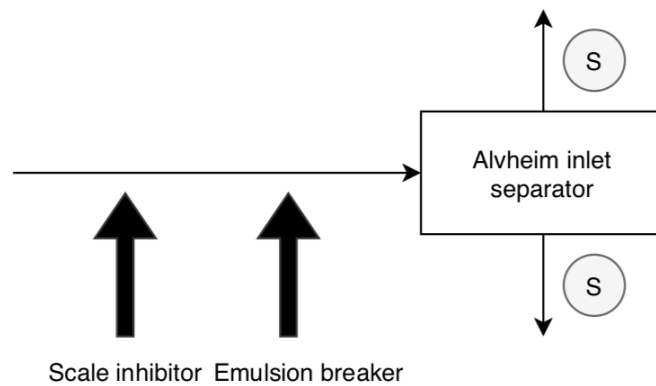 S
Alvheim inlet
separator
S
Scale inhibitor Emulsion breaker